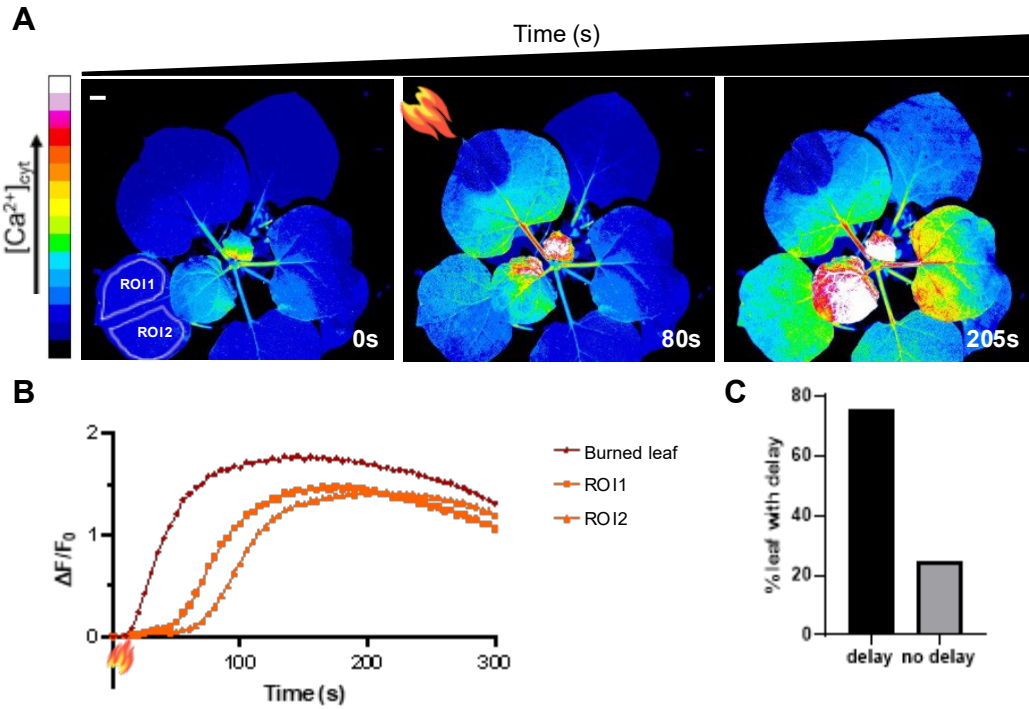 A
Time (s)
[Ca²⁺]cyt
ROI1
ROI2
0s
80s
205s
B
2
1
0
ΔF/F₀
100
200
300
Time (s)
Burned leaf
ROI1
ROI2
C
80
60
40
20
0
% leaf with delay
delay no delay